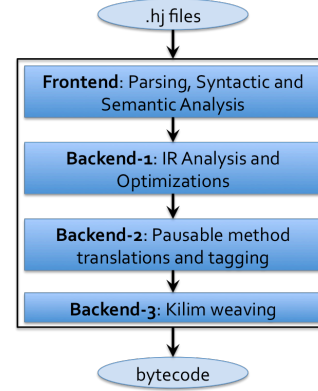 .hj files
Frontend: Parsing, Syntactic and
Semantic Analysis
Backend-1: IR Analysis and
Optimizations
Backend-2: Pausable method
translations and tagging
Backend-3: Kilim weaving
bytecode